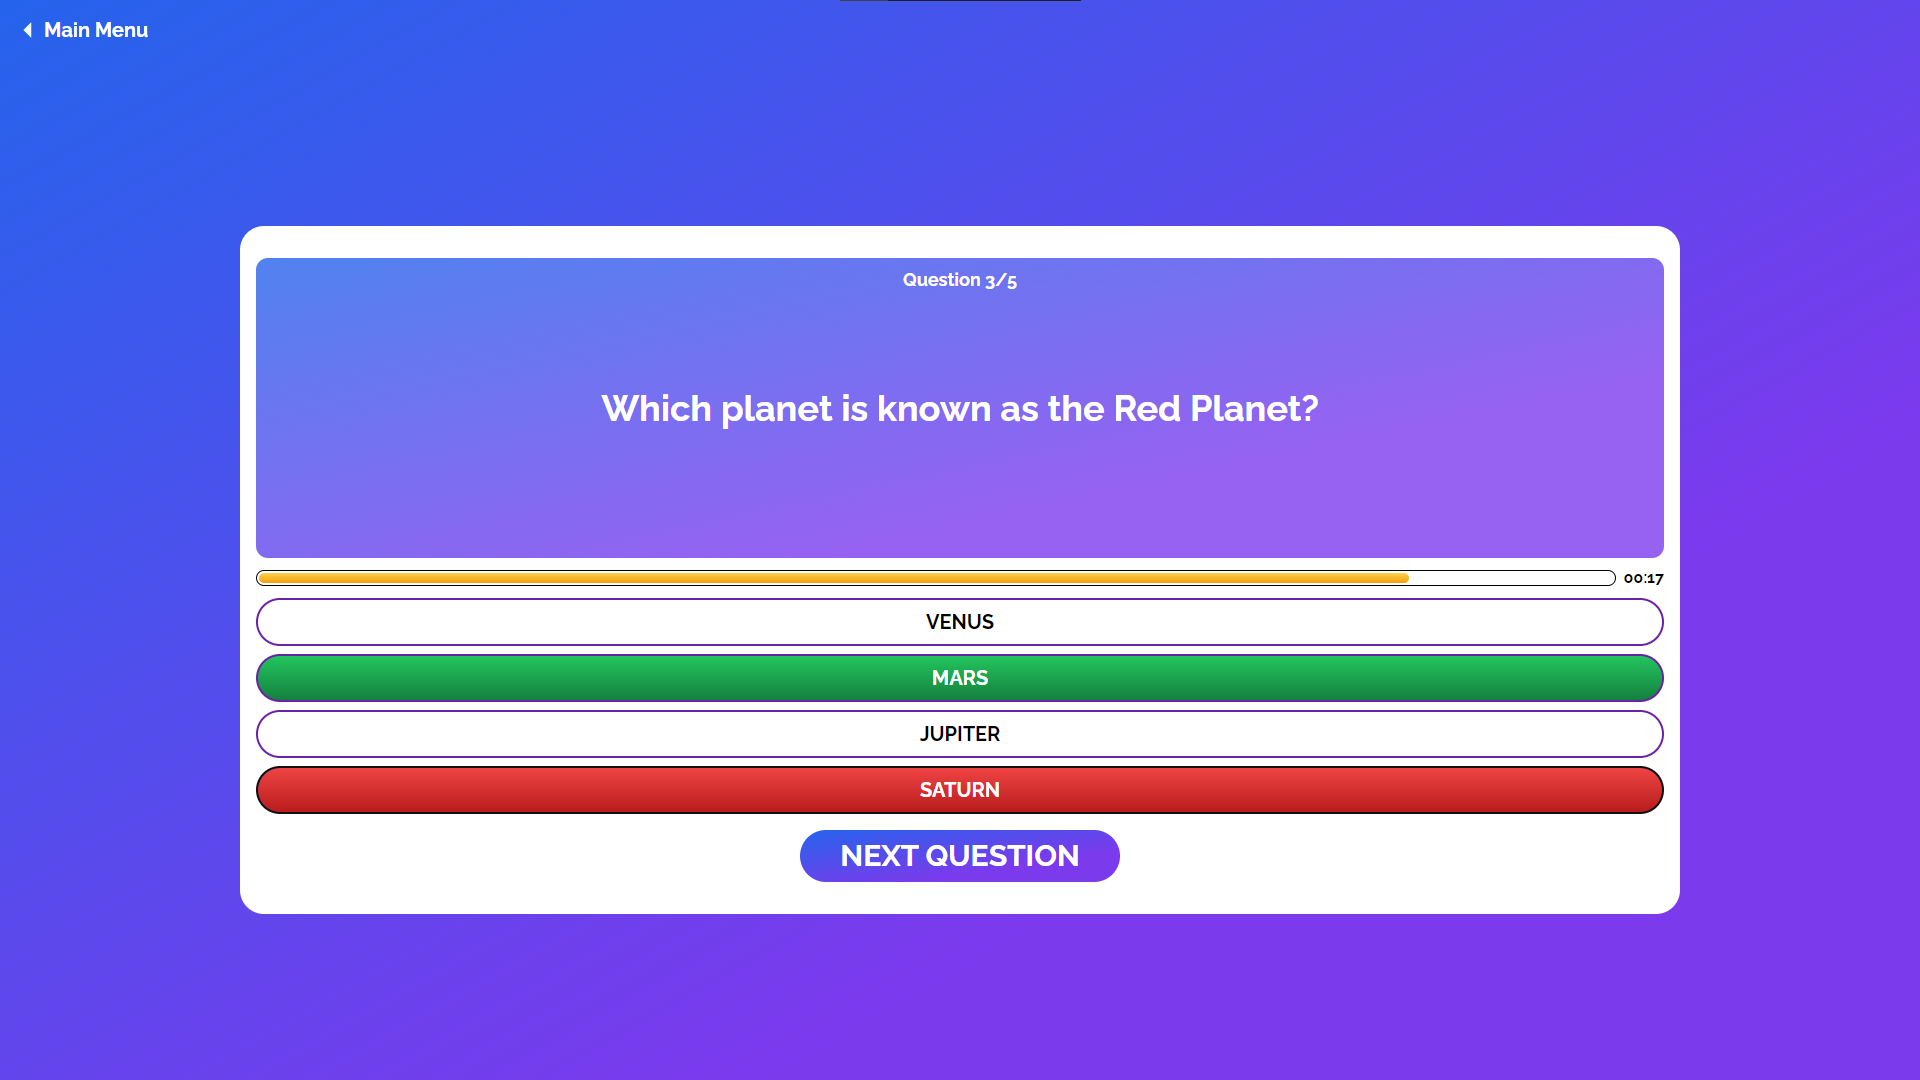 Main Menu
Question 3/5
Which planet is known as the Red Planet?
00:17
VENUS
MARS
JUPITER
SATURN
NEXT QUESTION